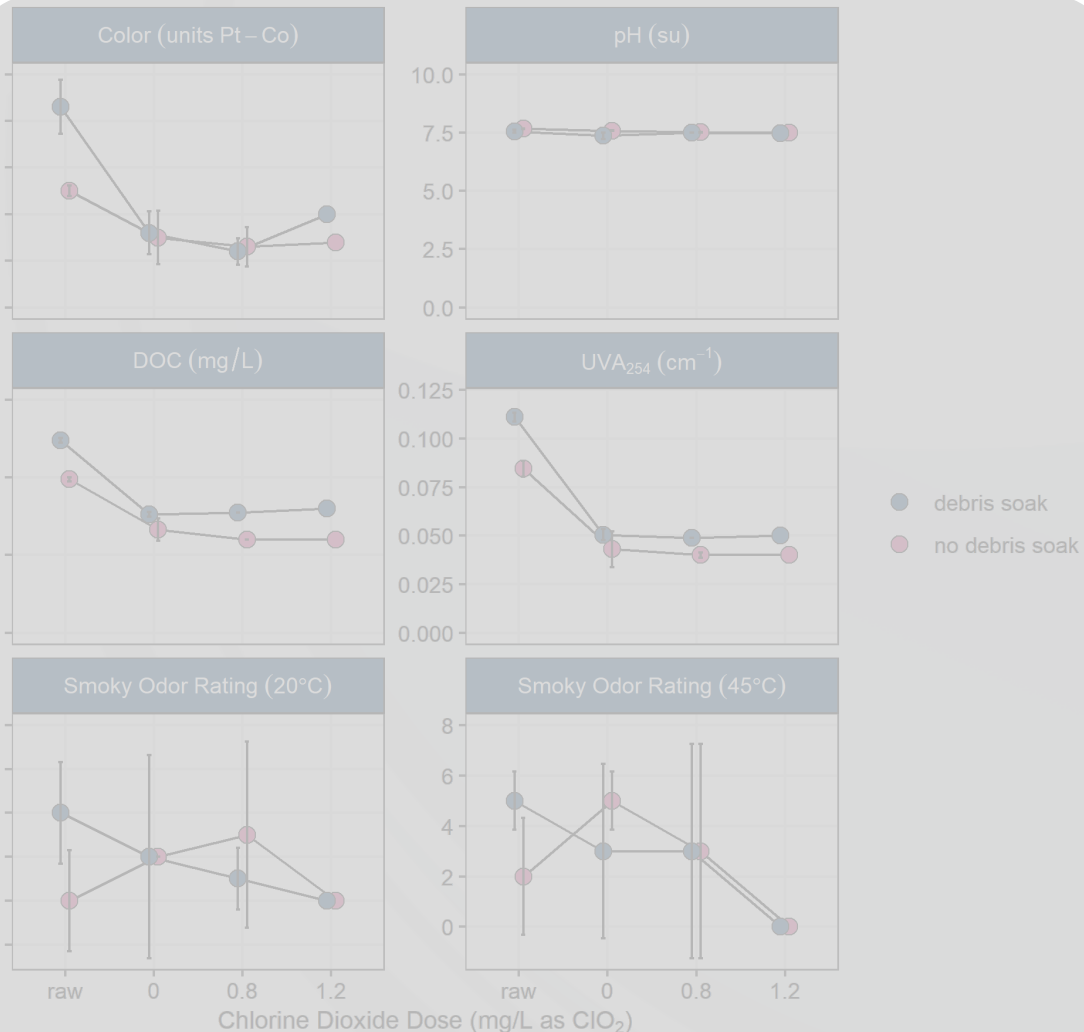 Color (units Pt – Co)
pH (su)
10.0
7.5
5.0
2.5
0.0
DOC (mg/L)
UVA₂₅₄ (cm⁻¹)
0.125
0.100
0.075
0.050
0.025
0.000
debris soak
no debris soak
Smoky Odor Rating (20°C)
Smoky Odor Rating (45°C)
8
6
4
2
0
raw 0 0.8 1.2
raw 0 0.8 1.2
Chlorine Dioxide Dose (mg/L as ClO₂)